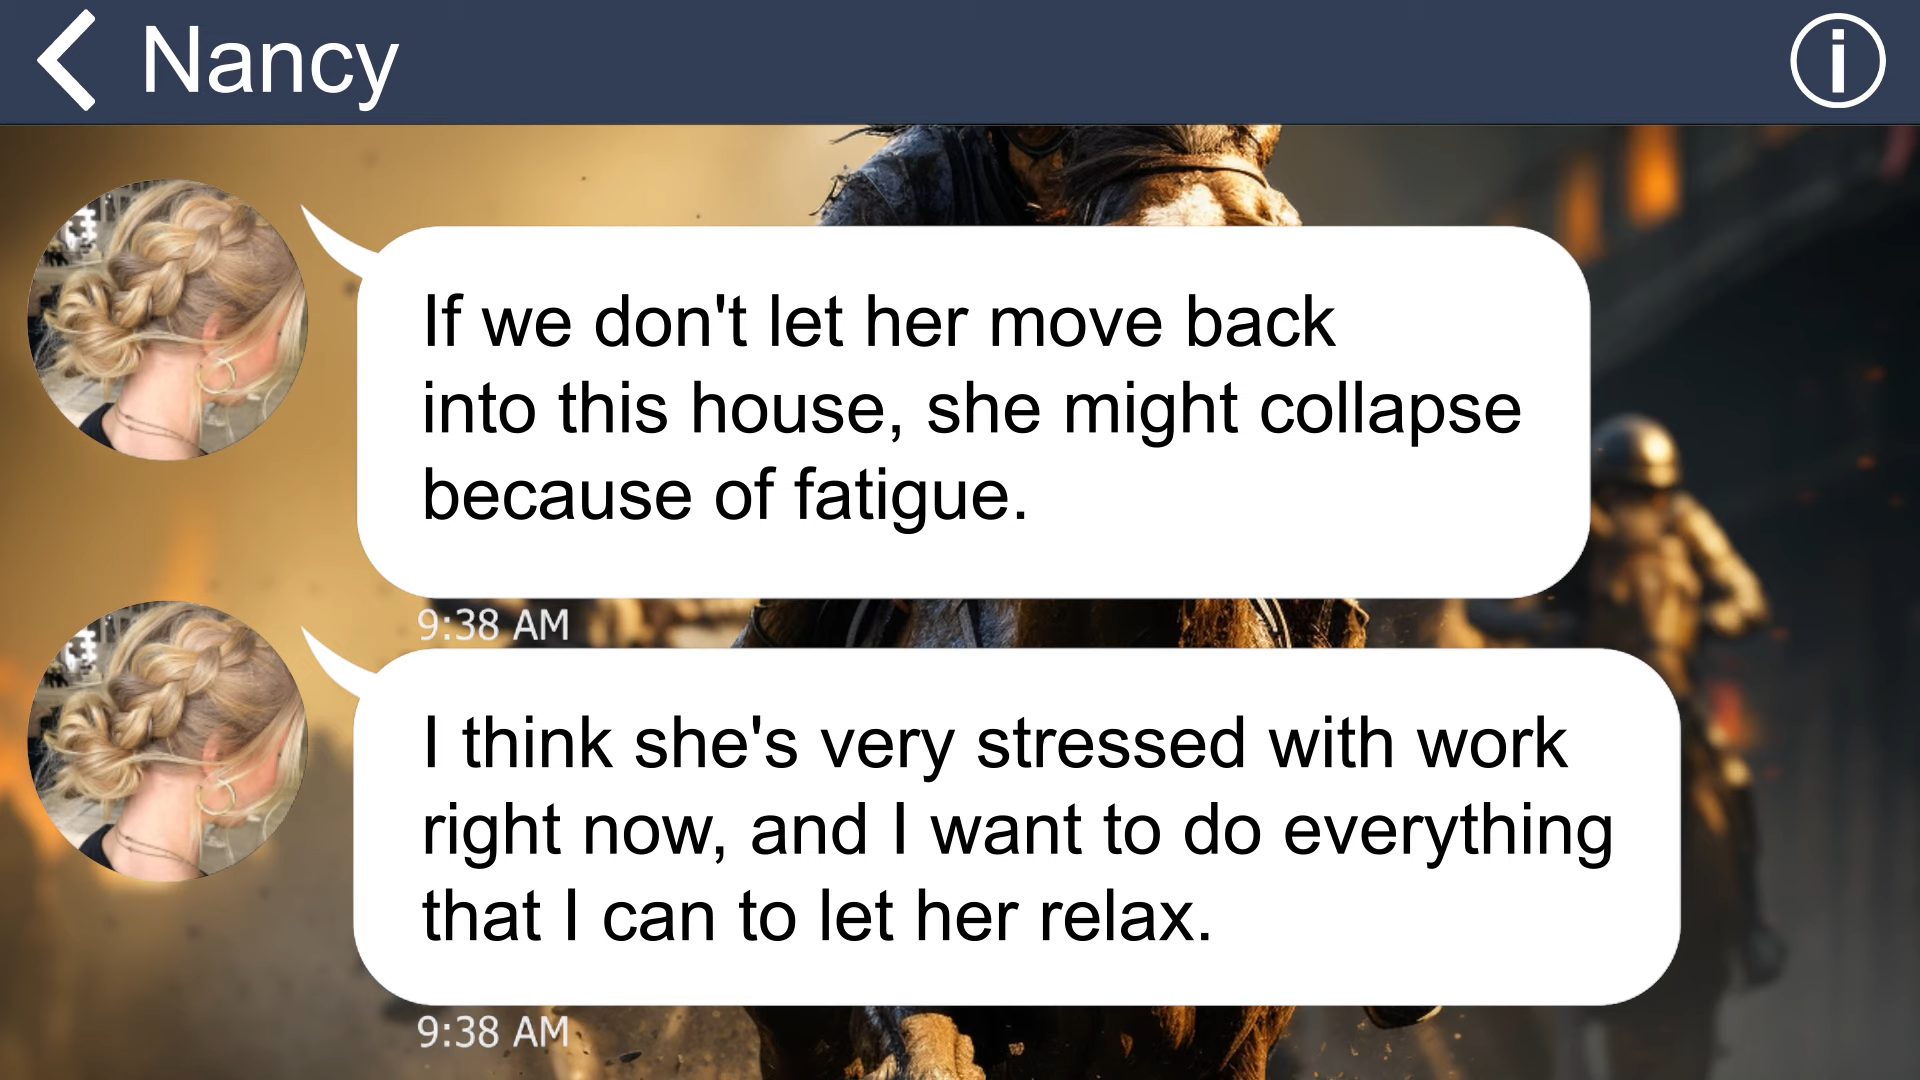 Nancy
If we don't let her move back
into this house, she might collapse
because of fatigue.
9:38 AM
I think she's very stressed with work
right now, and I want to do everything
that I can to let her relax.
9:38 AM